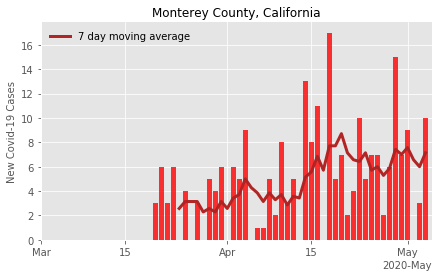 Monterey County, California
7 day moving average
New Covid-19 Cases
16
14
12
10
8
6
4
2
0
Mar
15
Apr
15
May
2020-May